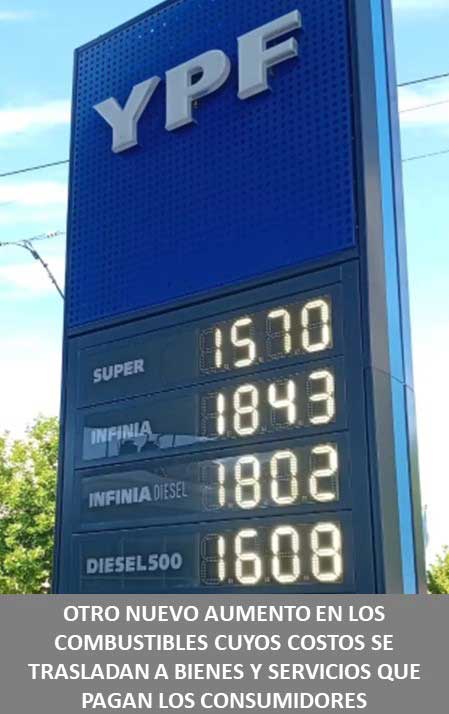 YPF
SUPER 1570
INFINIA 1843
INFINIA DIESEL 1802
DIESEL500 1608
OTRO NUEVO AUMENTO EN LOS
COMBUSTIBLES CUYOS COSTOS SE
TRASLADAN A BIENES Y SERVICIOS QUE
PAGAN LOS CONSUMIDORES